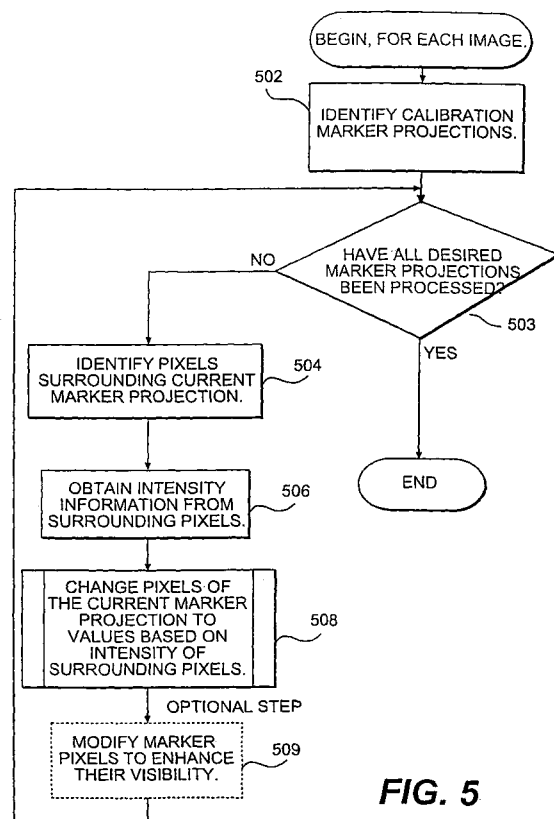 BEGIN, FOR EACH IMAGE.
502
IDENTIFY CALIBRATION
MARKER PROJECTIONS.
NO
HAVE ALL DESIRED
MARKER PROJECTIONS
BEEN PROCESSED?
503
YES
IDENTIFY PIXELS
SURROUNDING CURRENT
MARKER PROJECTION.
504
END
OBTAIN INTENSITY
INFORMATION FROM
SURROUNDING PIXELS.
506
CHANGE PIXELS OF
THE CURRENT MARKER
PROJECTION TO
VALUES BASED ON
INTENSITY OF
SURROUNDING PIXELS.
508
OPTIONAL STEP
MODIFY MARKER
PIXELS TO ENHANCE
THEIR VISIBILITY.
509
FIG. 5